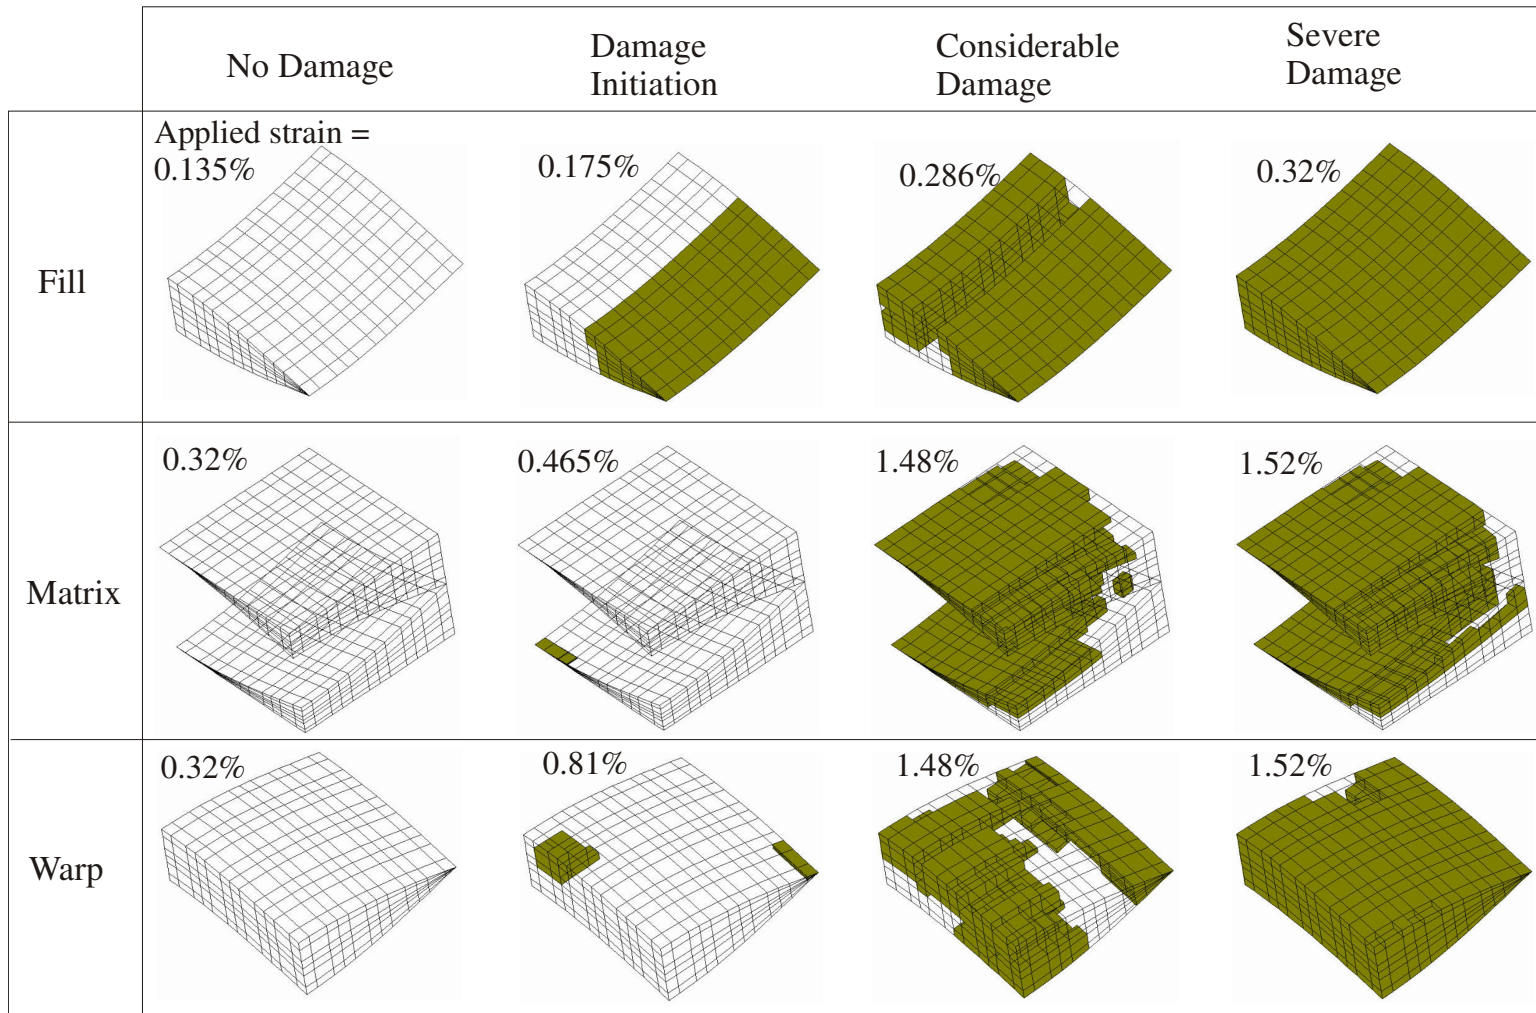 No Damage
Damage
Initiation
Considerable
Damage
Severe
Damage
Fill
Applied strain =
0.135%
0.175%
0.286%
0.32%
Matrix
0.32%
0.465%
1.48%
1.52%
Warp
0.32%
0.81%
1.48%
1.52%